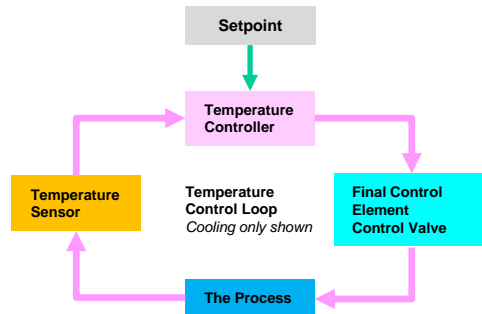 Setpoint
Temperature
Controller
Temperature
Sensor
Temperature
Control Loop
Cooling only shown
Final Control
Element
Control Valve
The Process